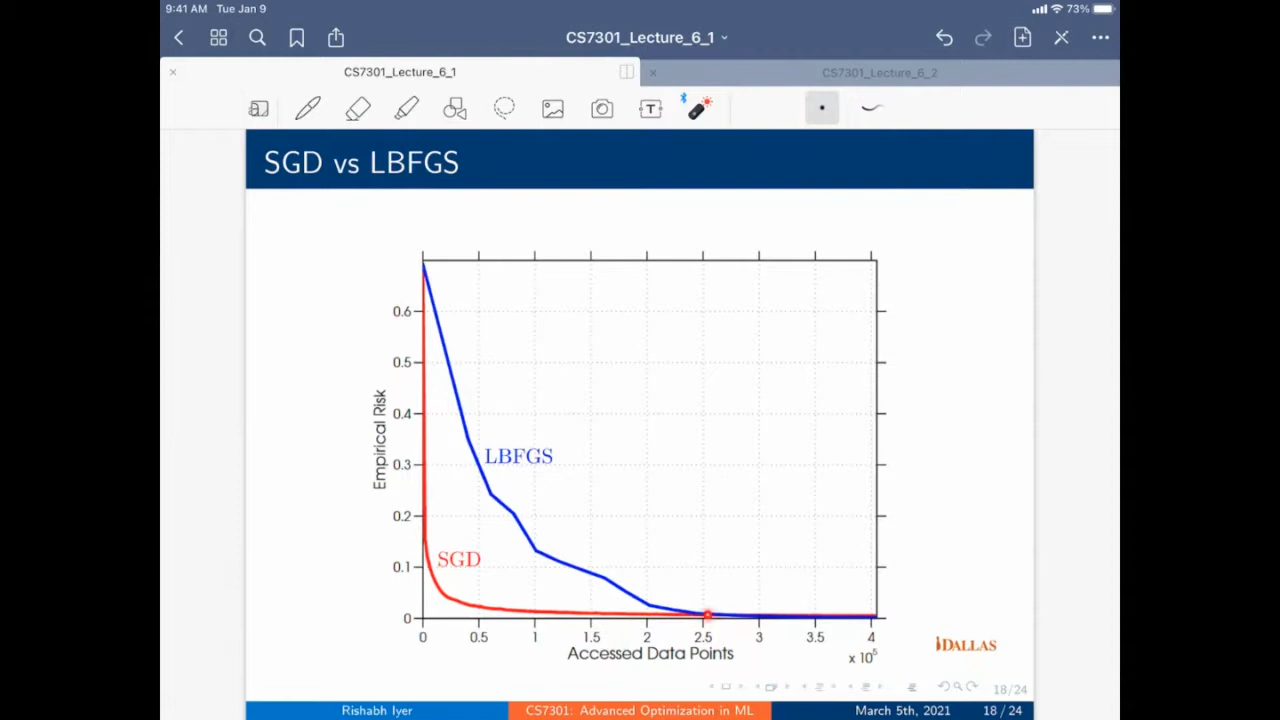 9:41 AM Tue Jan 9
73%
CS7301_Lecture_6_1
CS7301_Lecture_6_1
CS7301_Lecture_6_2
T
SGD vs LBFGS
0.6
0.5
0.4
0.3
0.2
0.1
0
Empirical Risk
LBFGS
SGD
0 0.5 1 1.5 2 2.5 3 3.5 4
Accessed Data Points
x 10⁵
DALLAS
18/24
Rishabh Iyer
CS7301: Advanced Optimization in ML
March 5th, 2021
18 / 24